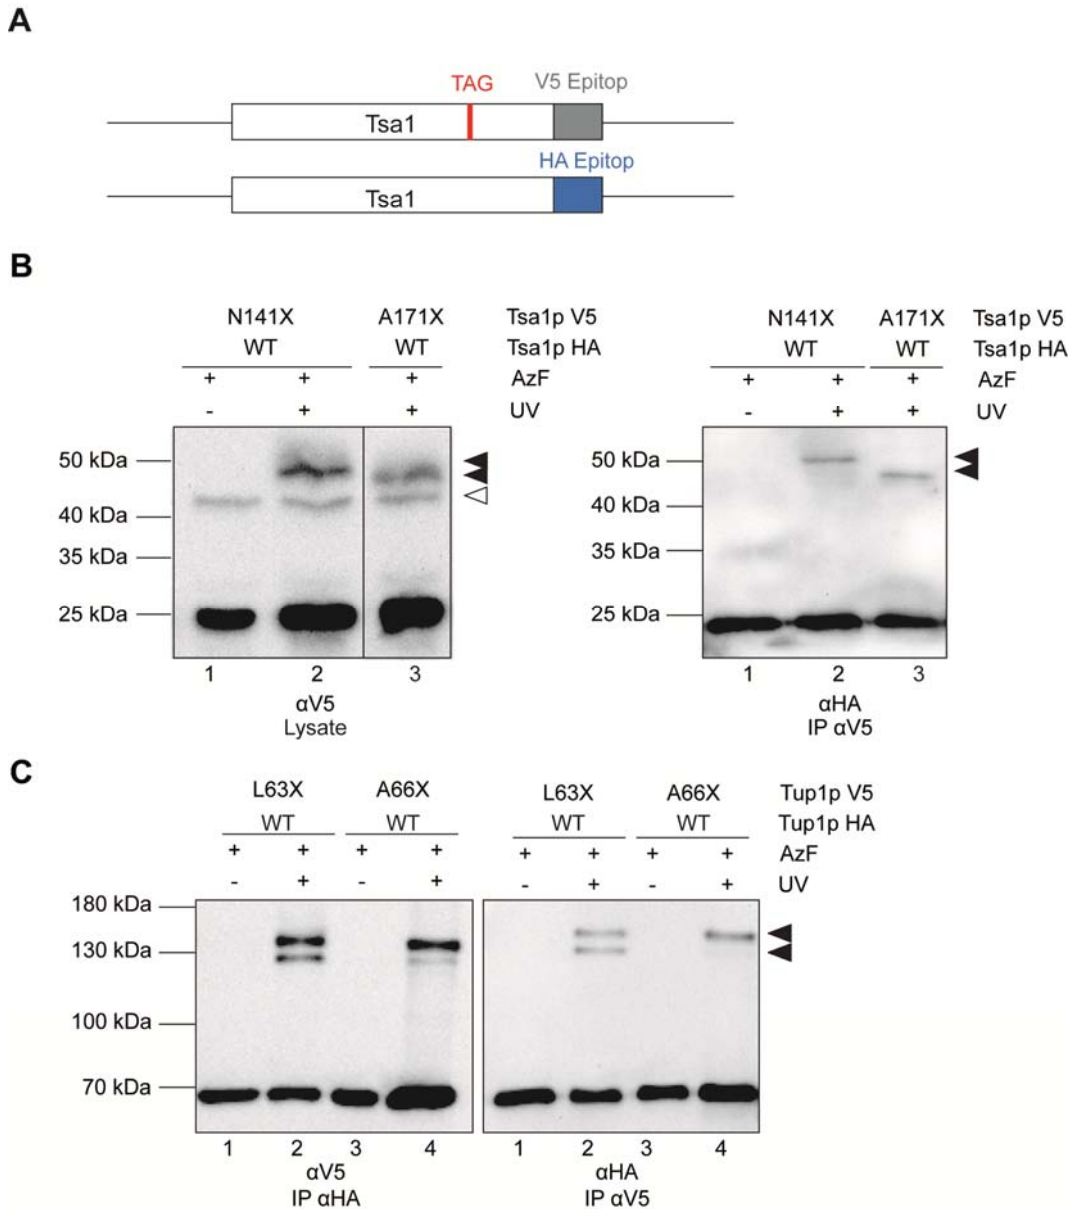 A
TAG
V5 Epitop
Tsa1
HA Epitop
Tsa1
B
N141X A171X Tsa1p V5
WT WT Tsa1p HA
+ + + AzF
- + + UV
50 kDa
40 kDa
35 kDa
25 kDa
1 2 3
αV5
Lysate
N141X A171X Tsa1p V5
WT WT Tsa1p HA
+ + + AzF
- + + UV
50 kDa
40 kDa
35 kDa
25 kDa
1 2 3
αHA
IP αV5
C
L63X A66X L63X A66X Tup1p V5
WT WT WT WT Tup1p HA
+ + + + + + + + AzF
- + - + - + - + UV
180 kDa
130 kDa
100 kDa
70 kDa
1 2 3 4 1 2 3 4
αV5 αHA
IP αHA IP αV5